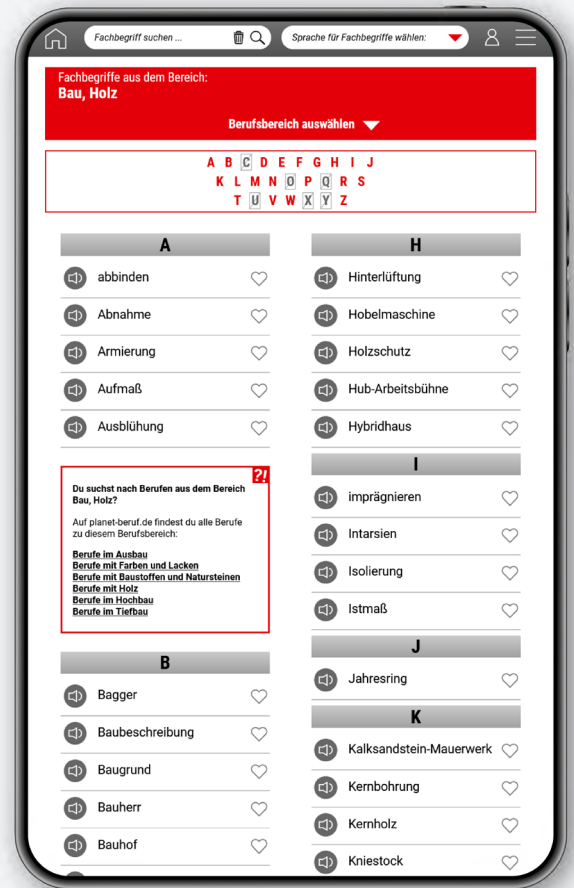 Fachbegriff suchen ...
Sprache für Fachbegriffe wählen:
Fachbegriffe aus dem Bereich:
Bau, Holz
Berufsbereich auswählen
A B C D E F G H I J
K L M N O P Q R S
T U V W X Y Z
A
abbinden
Abnahme
Armierung
Aufmaß
Ausblühung
?!
Du suchst nach Berufen aus dem Bereich
Bau, Holz?
Auf planet-beruf.de findest du alle Berufe
zu diesem Berufsbereich:
Berufe im Ausbau
Berufe mit Farben und Lacken
Berufe mit Baustoffen und Natursteinen
Berufe mit Holz
Berufe im Hochbau
Berufe im Tiefbau
B
Bagger
Baubeschreibung
Baugrund
Bauherr
Bauhof
H
Hinterlüftung
Hobelmaschine
Holzschutz
Hub-Arbeitsbühne
Hybridhaus
I
imprägnieren
Intarsien
Isolierung
Istmaß
J
Jahresring
K
Kalksandstein-Mauerwerk
Kernbohrung
Kernholz
Kniestock